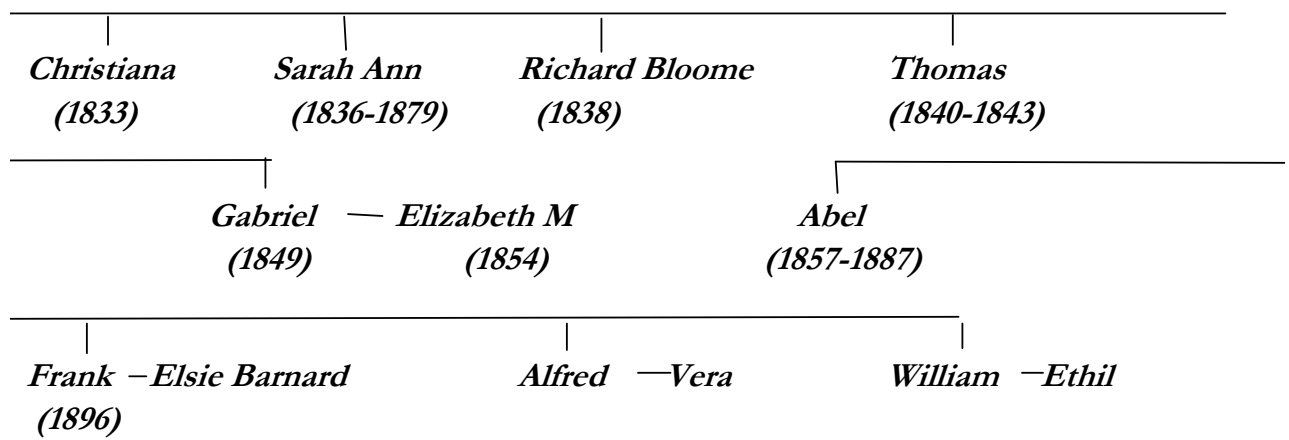 Christiana Sarah Ann Richard Bloome Thomas
(1833) (1836-1879) (1838) (1840-1843)
Gabriel — Elizabeth M Abel
(1849) (1854) (1857-1887)
Frank – Elsie Barnard Alfred — Vera William — Ethil
(1896)